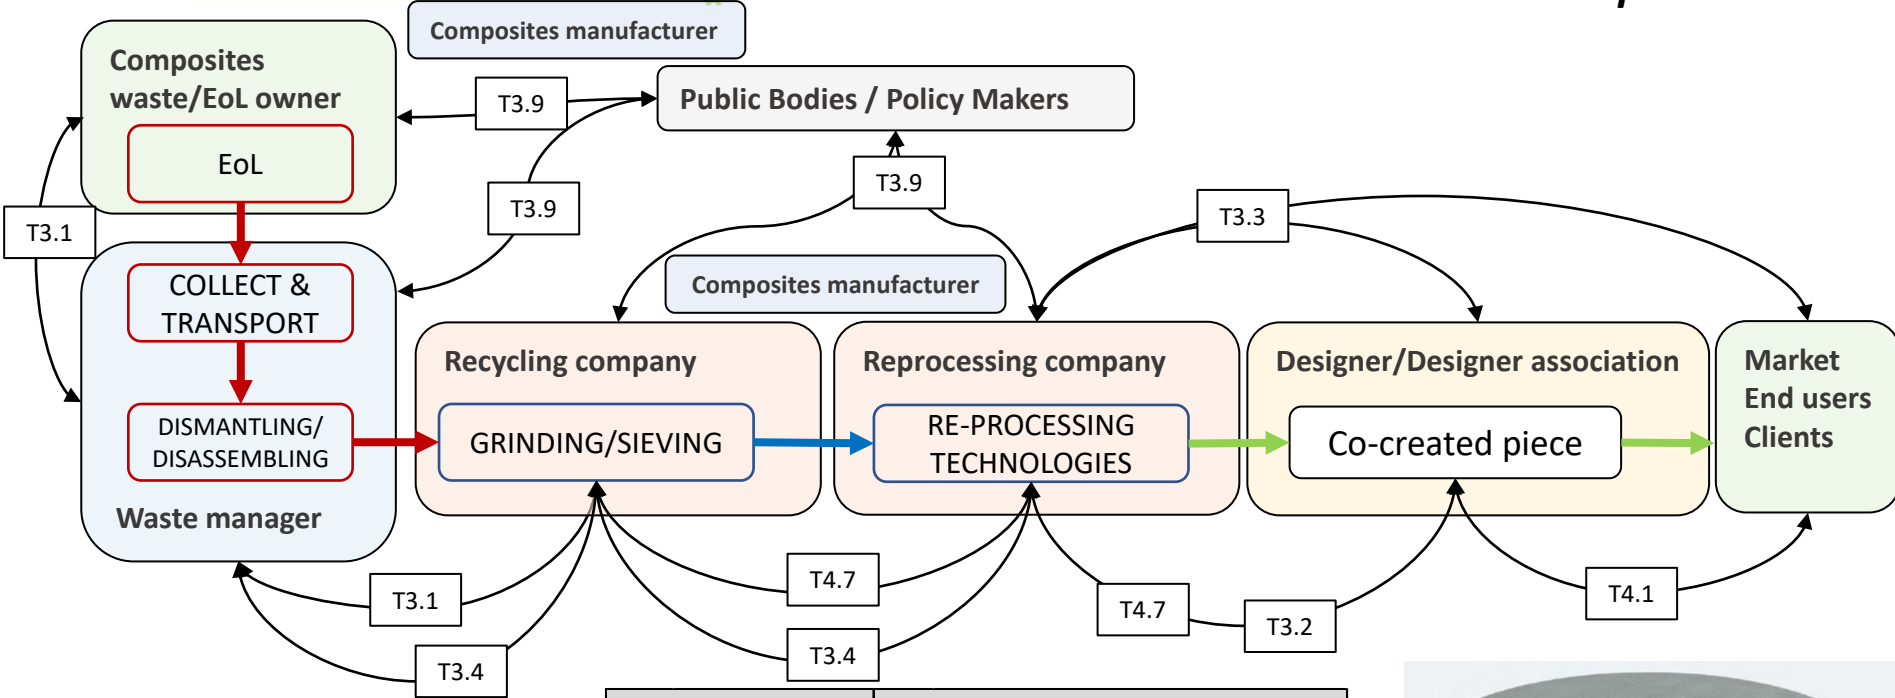 Composites manufacturer
Composites
waste/EoL owner
EoL
T3.9
Public Bodies / Policy Makers
T3.9
T3.9
T3.1
T3.3
COLLECT &
TRANSPORT
Composites manufacturer
DISMANTLING/
DISASSEMBLING
Waste manager
Recycling company
GRINDING/SIEVING
Reprocessing company
RE-PROCESSING
TECHNOLOGIES
Designer/Designer association
Co-created piece
Market
End users
Clients
T3.1
T3.4
T4.7
T3.4
T4.7
T3.2
T4.1